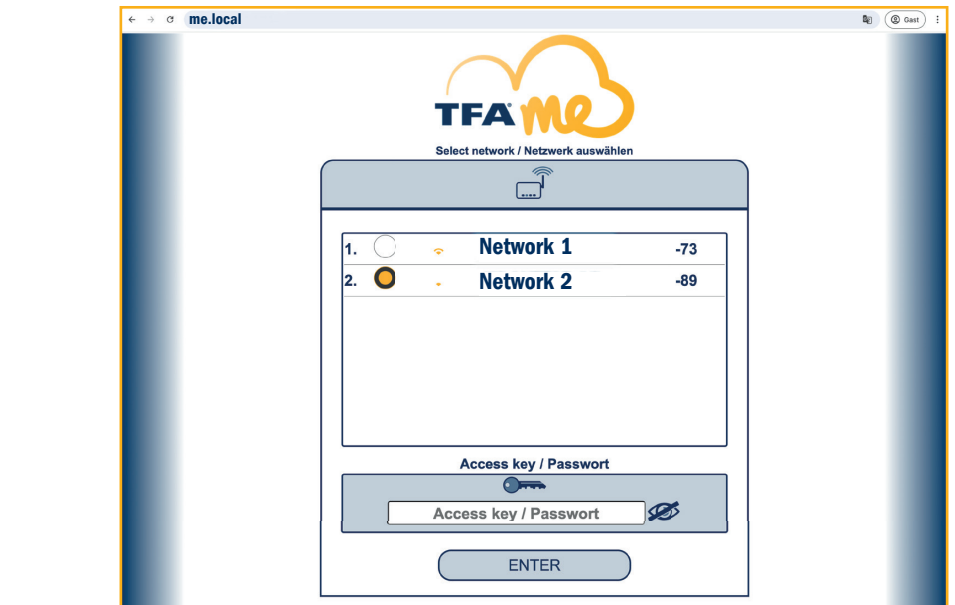 me.local
Gast
TFA me
Select network / Netzwerk auswählen
1. Network 1 -73
2. Network 2 -89
Access key / Passwort
Access key / Passwort
ENTER